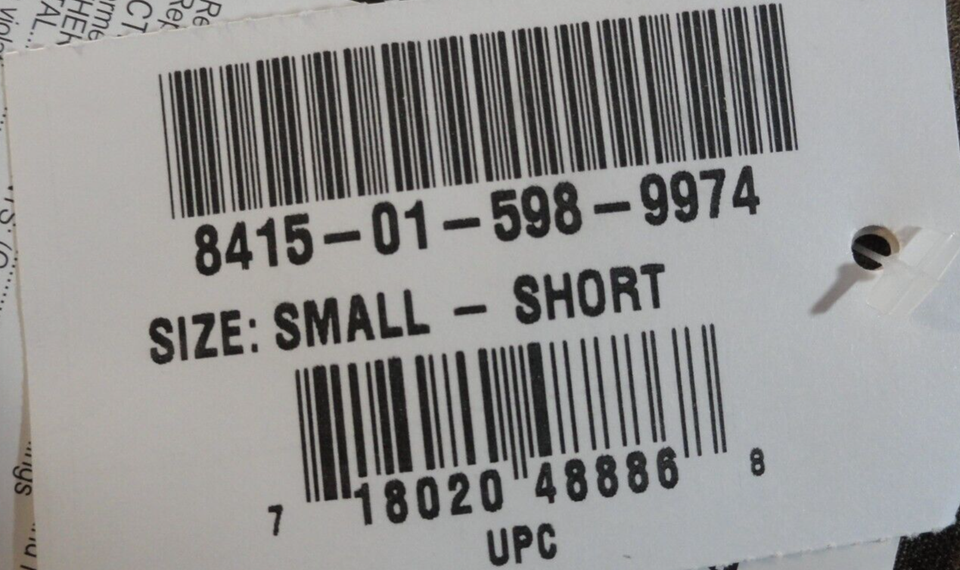 8415-01-598-9974
SIZE: SMALL - SHORT
7 18020 48886 8
UPC